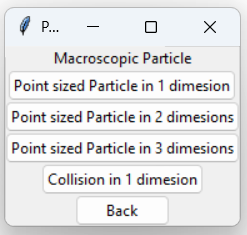 P...
Macroscopic Particle
Point sized Particle in 1 dimesion
Point sized Particle in 2 dimesions
Point sized Particle in 3 dimesions
Collision in 1 dimesion
Back